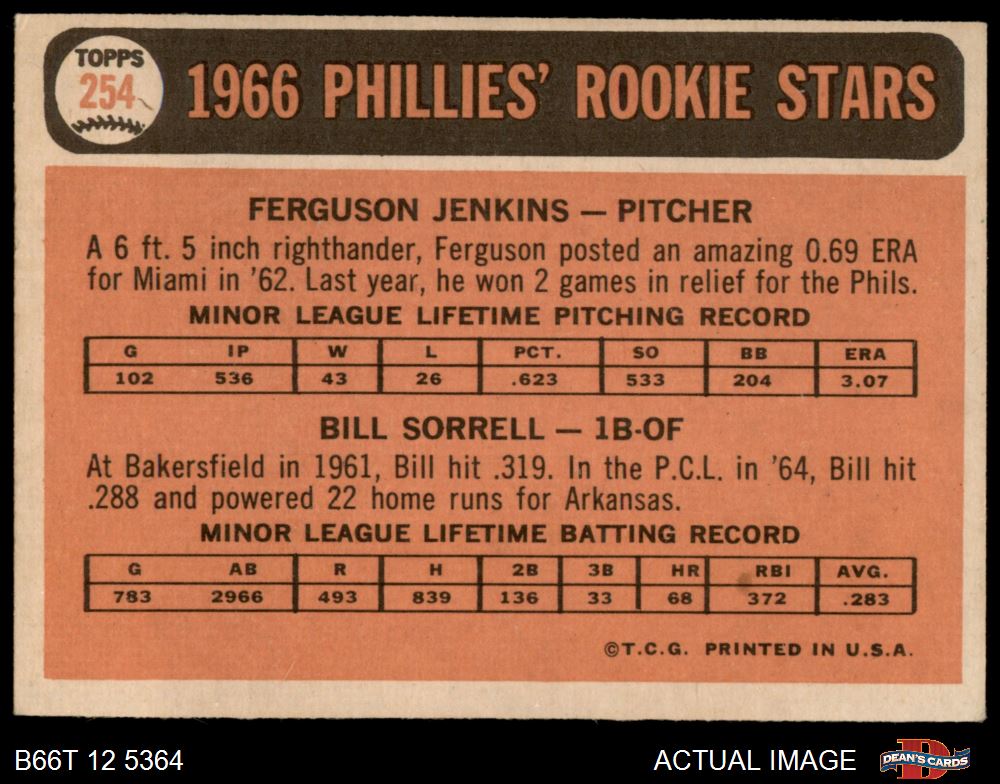 TOPPS
254
1966 PHILLIES' ROOKIE STARS
FERGUSON JENKINS — PITCHER
A 6 ft. 5 inch righthander, Ferguson posted an amazing 0.69 ERA
for Miami in '62. Last year, he won 2 games in relief for the Phils.
MINOR LEAGUE LIFETIME PITCHING RECORD
G IP W L PCT. SO BB ERA
102 536 43 26 .623 533 204 3.07
BILL SORRELL — 1B-OF
At Bakersfield in 1961, Bill hit .319. In the P.C.L. in '64, Bill hit
.288 and powered 22 home runs for Arkansas.
MINOR LEAGUE LIFETIME BATTING RECORD
G AB R H 2B 3B HR RBI AVG.
783 2966 493 839 136 33 68 372 .283
©T.C.G. PRINTED IN U.S.A.
B66T 12 5364 ACTUAL IMAGE
D
DEAN'S CARDS